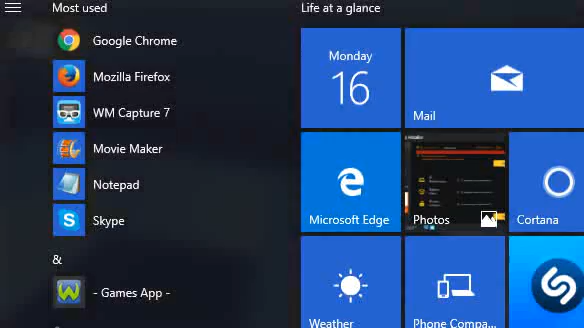 Most used
Google Chrome
Mozilla Firefox
WM Capture 7
Movie Maker
Notepad
Skype
&
- Games App -
Life at a glance
Monday
16
Mail
Microsoft Edge
Photos
Cortana
Weather
Phone Compa...